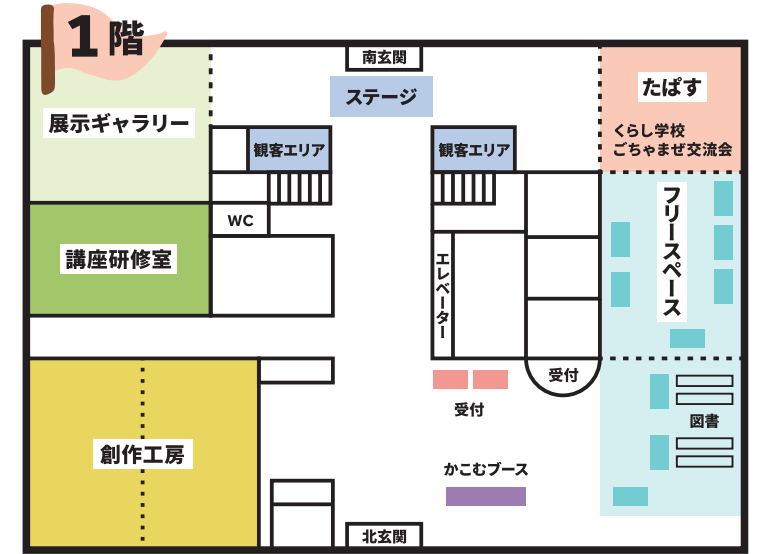 1階
南玄関
ステージ
たぱす
くらし学校
ごちゃまぜ交流会
展示ギャラリー
観客エリア
観客エリア
WC
フリースペース
講座研修室
エレベーター
受付
受付
図書
創作工房
かこむブース
北玄関